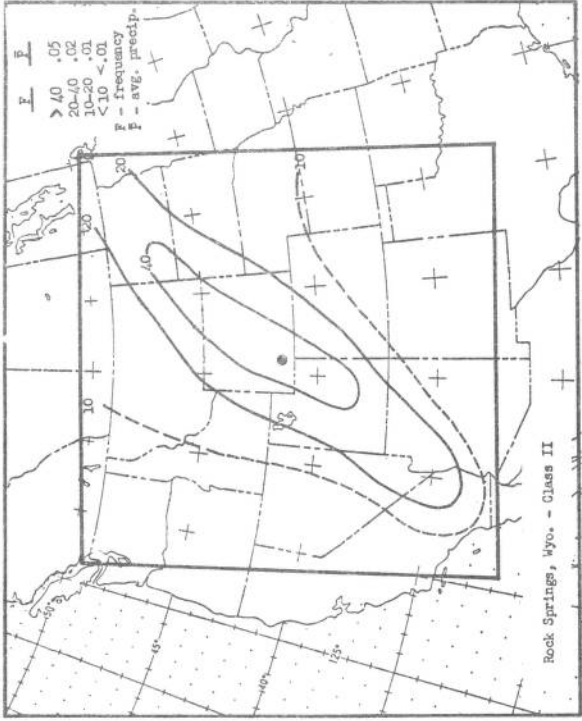 F P
> 40 .05
20-40 .02
10-20 .01
< 10 <.01
F - frequency
P̄ - avg. precip.
10
20
20
40
10
50°
45°
40°
125°
Rock Springs, Wyo. - Class II